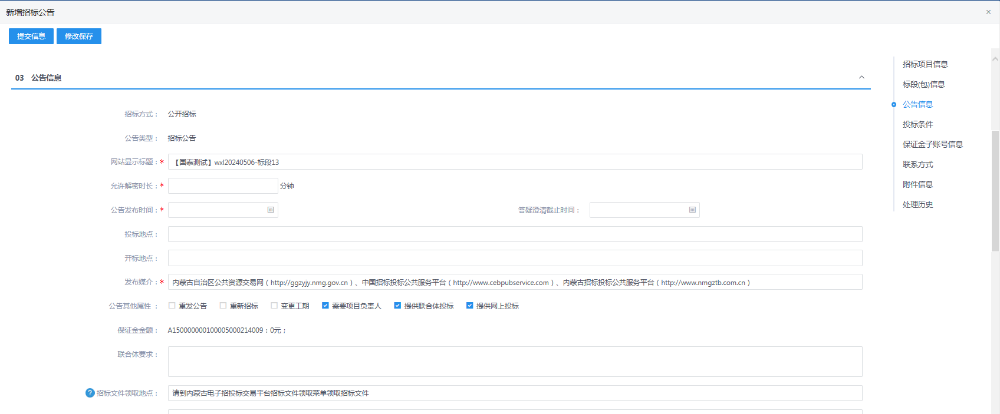 新增招标公告
×
提交信息 修改保存
03 公告信息
招标方式： 公开招标
公告类型： 招标公告
网站显示标题：* 【国泰测试】wxl20240506-标段13
允许解密时长：* 分钟
公告发布时间：* 答疑澄清截止时间：
投标地点：
开标地点：
发布媒介：* 内蒙古自治区公共资源交易网（http://ggzyjy.nmg.gov.cn）、中国招标投标公共服务平台（http://www.cebpubservice.com）、内蒙古招标投标公共服务平台（http://www.nmgztb.com.cn）
公告其他属性： 重发公告 重新招标 变更工期 需要项目负责人 提供联合体投标 提供网上投标
保证金金额： A150000000100005000214009：0元；
联合体要求：
? 招标文件领取地点： 请到内蒙古电子招投标交易平台招标文件领取菜单领取招标文件
招标项目信息
标段(包)信息
公告信息
投标条件
保证金子账号信息
联系方式
附件信息
处理历史